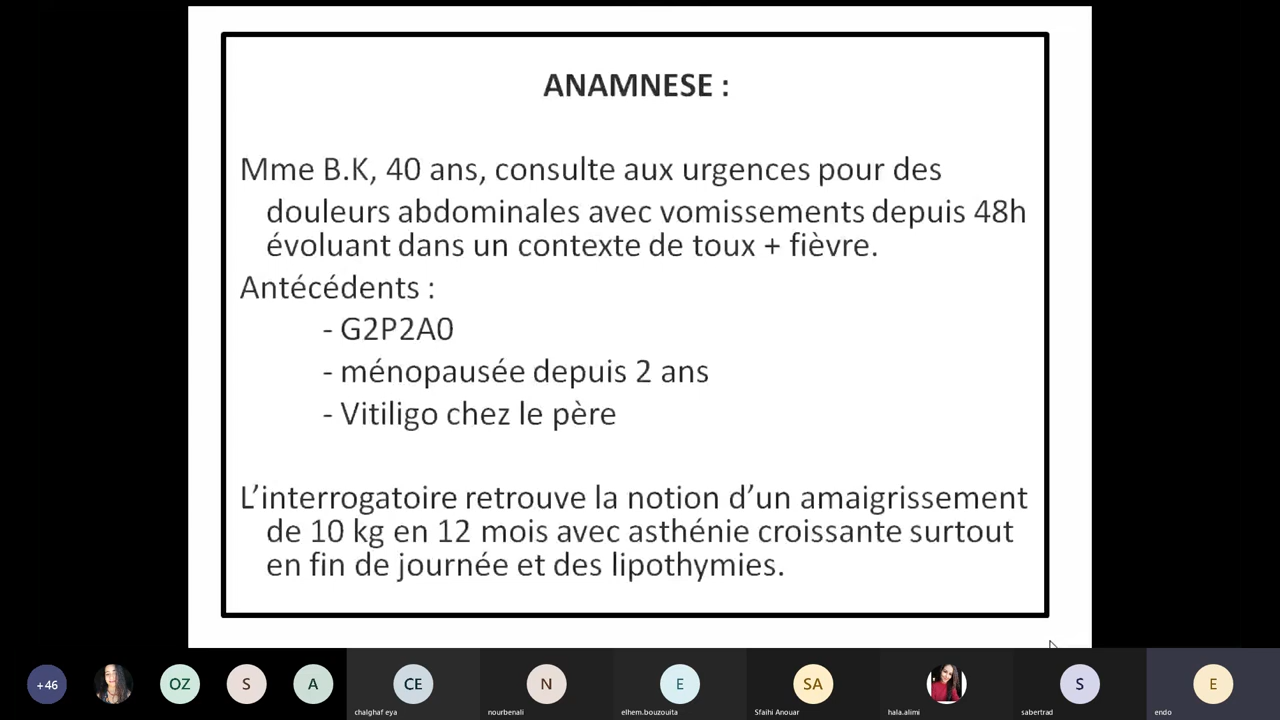 ANAMNESE :
Mme B.K, 40 ans, consulte aux urgences pour des
douleurs abdominales avec vomissements depuis 48h
évoluant dans un contexte de toux + fièvre.
Antécédents :
- G2P2A0
- ménopausée depuis 2 ans
- Vitiligo chez le père
L’interrogatoire retrouve la notion d’un amaigrissement
de 10 kg en 12 mois avec asthénie croissante surtout
en fin de journée et des lipothymies.
+46 OZ S A CE N E SA S E
chalghaf eya nourbenali elhem.bouzouita Sfaihi Anouar hala.alimi sabertrad endo